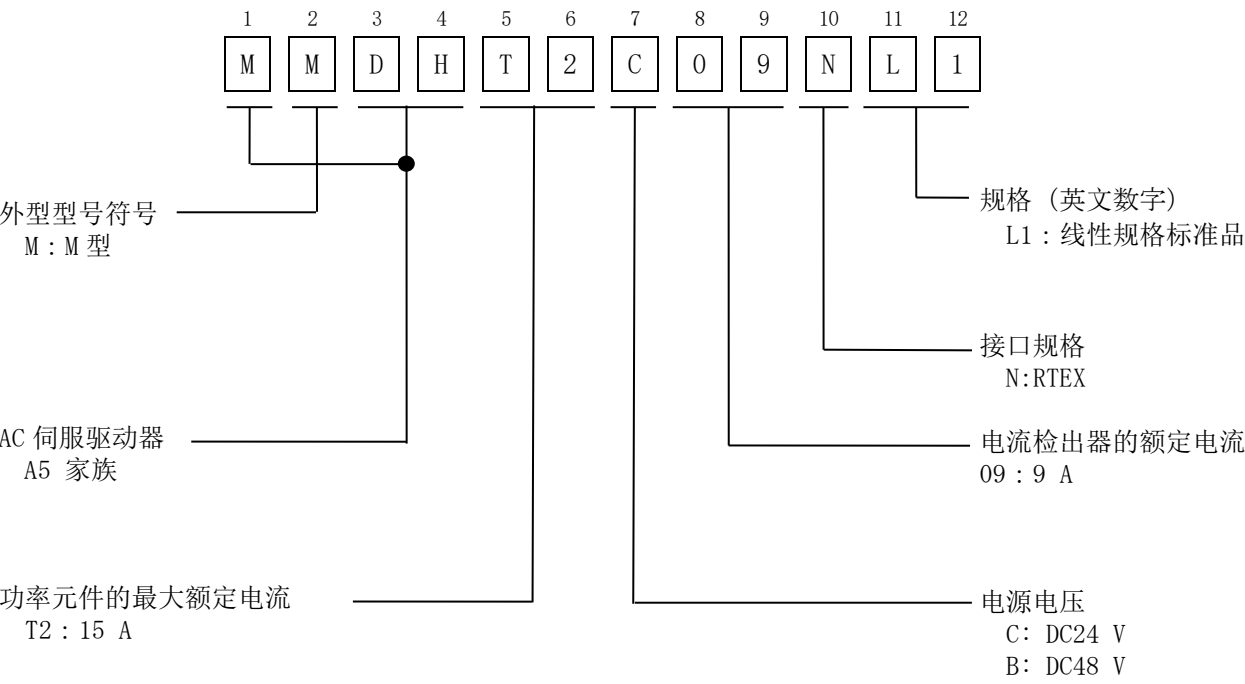 1 2 3 4 5 6 7 8 9 10 11 12
M M D H T 2 C 0 9 N L 1
规格 (英文数字)
L1：线性规格标准品
外型型号符号
M：M 型
接口规格
N:RTEX
AC 伺服驱动器
A5 家族
电流检出器的额定电流
09：9 A
功率元件的最大额定电流
T2：15 A
电源电压
C: DC24 V
B: DC48 V